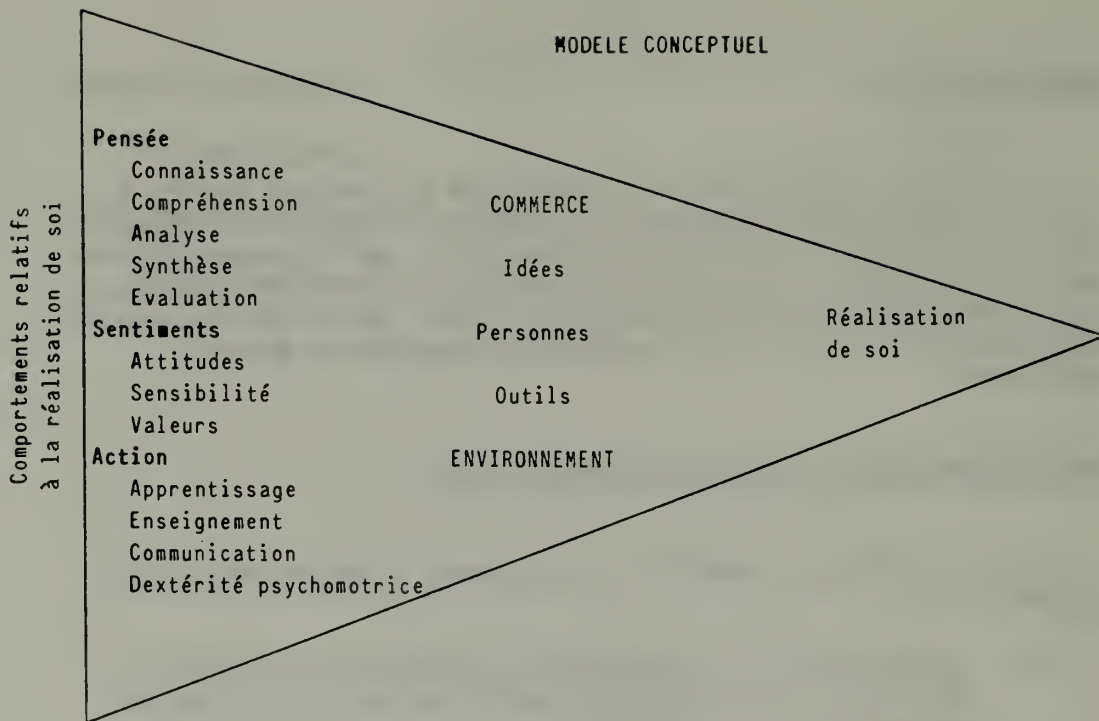 MODELE CONCEPTUEL
Comportements relatifs
à la réalisation de soi
Pensée
Connaissance
Compréhension
Analyse
Synthèse
Evaluation
Sentiments
Attitudes
Sensibilité
Valeurs
Action
Apprentissage
Enseignement
Communication
Dextérité psychomotrice
COMMERCE
Idées
Personnes
Outils
ENVIRONNEMENT
Réalisation
de soi